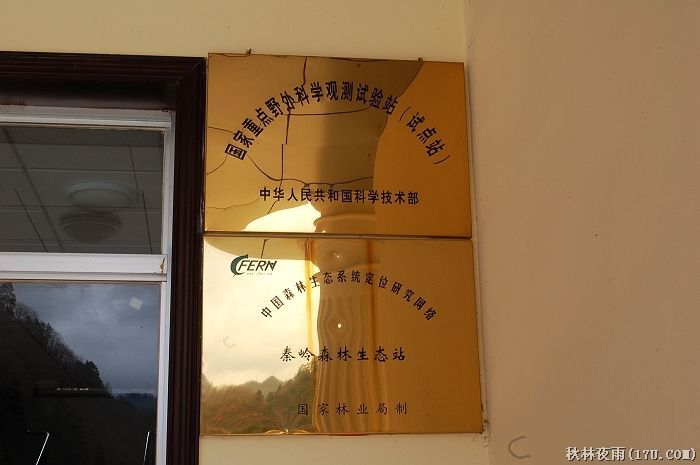 国家重点野外科学观测试验站（试点站）
中华人民共和国科学技术部
CFERN
中国森林生态系统定位研究网络
秦岭森林生态站
国家林业局制
秋林夜雨(17U.com)